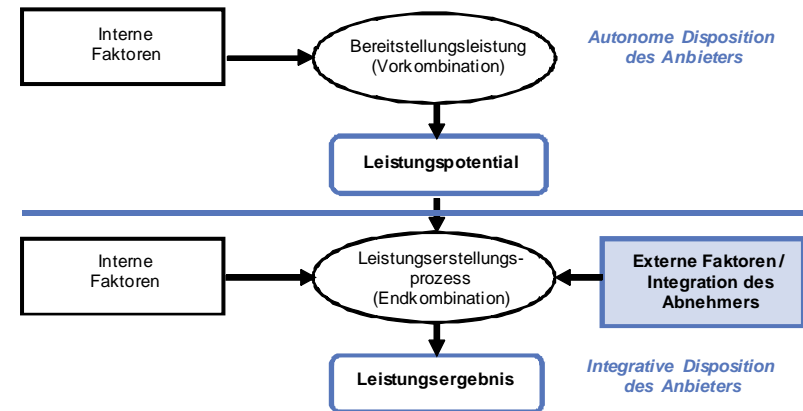 Interne
Faktoren
Bereitstellungsleistung
(Vorkombination)
Autonome Disposition
des Anbieters
Leistungspotential
Interne
Faktoren
Leistungserstellungs-
prozess
(Endkombination)
Externe Faktoren /
Integration des
Abnehmers
Leistungsergebnis
Integrative Disposition
des Anbieters